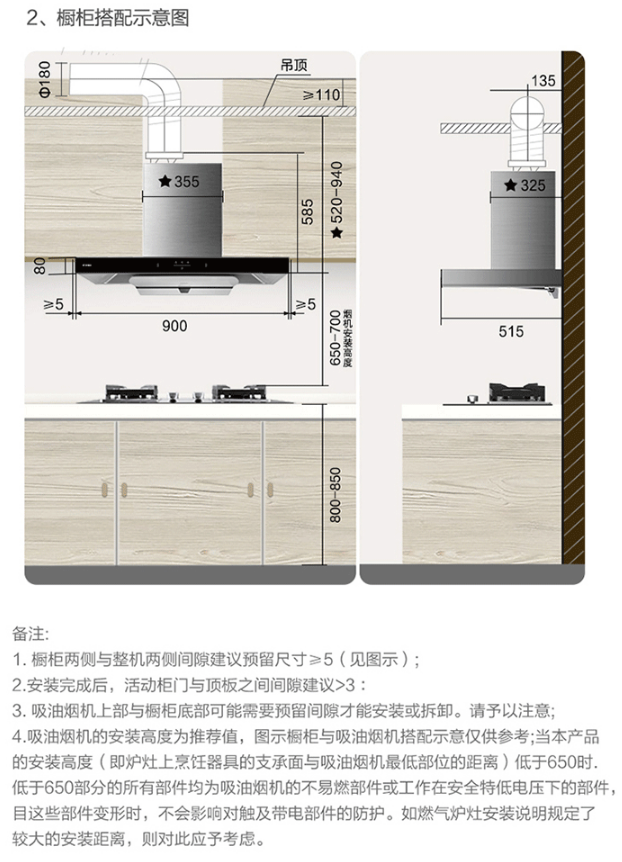 2、橱柜搭配示意图
Φ180
吊顶
≥110
135
★355
★325
585
★520-940
80
≥5
≥5
900
515
650-700
烟机安装高度
800-850
备注:
1. 橱柜两侧与整机两侧间隙建议预留尺寸≥5（见图示）;
2.安装完成后，活动柜门与顶板之间间隙建议>3：
3. 吸油烟机上部与橱柜底部可能需要预留间隙才能安装或拆卸。请予以注意;
4.吸油烟机的安装高度为推荐值，图示橱柜与吸油烟机搭配示意仅供参考;当本产品
的安装高度（即炉灶上烹饪器具的支承面与吸油烟机最低部位的距离）低于650时.
低于650部分的所有部件均为吸油烟机的不易燃部件或工作在安全特低电压下的部件，
目这些部件变形时，不会影响对触及带电部件的防护。如燃气炉灶安装说明规定了
较大的安装距离，则对此应予考虑。